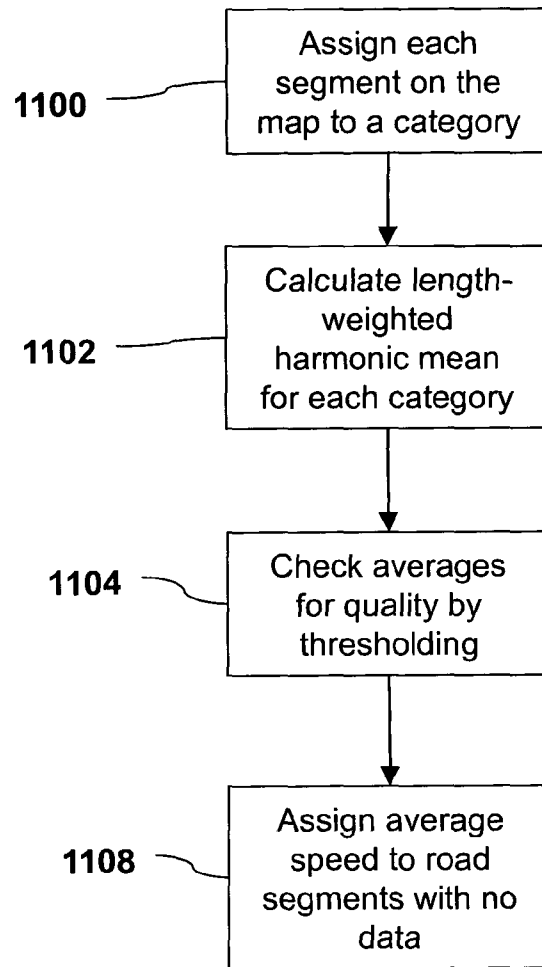 1100
Assign each
segment on the
map to a category
1102
Calculate length-
weighted
harmonic mean
for each category
1104
Check averages
for quality by
thresholding
1108
Assign average
speed to road
segments with no
data